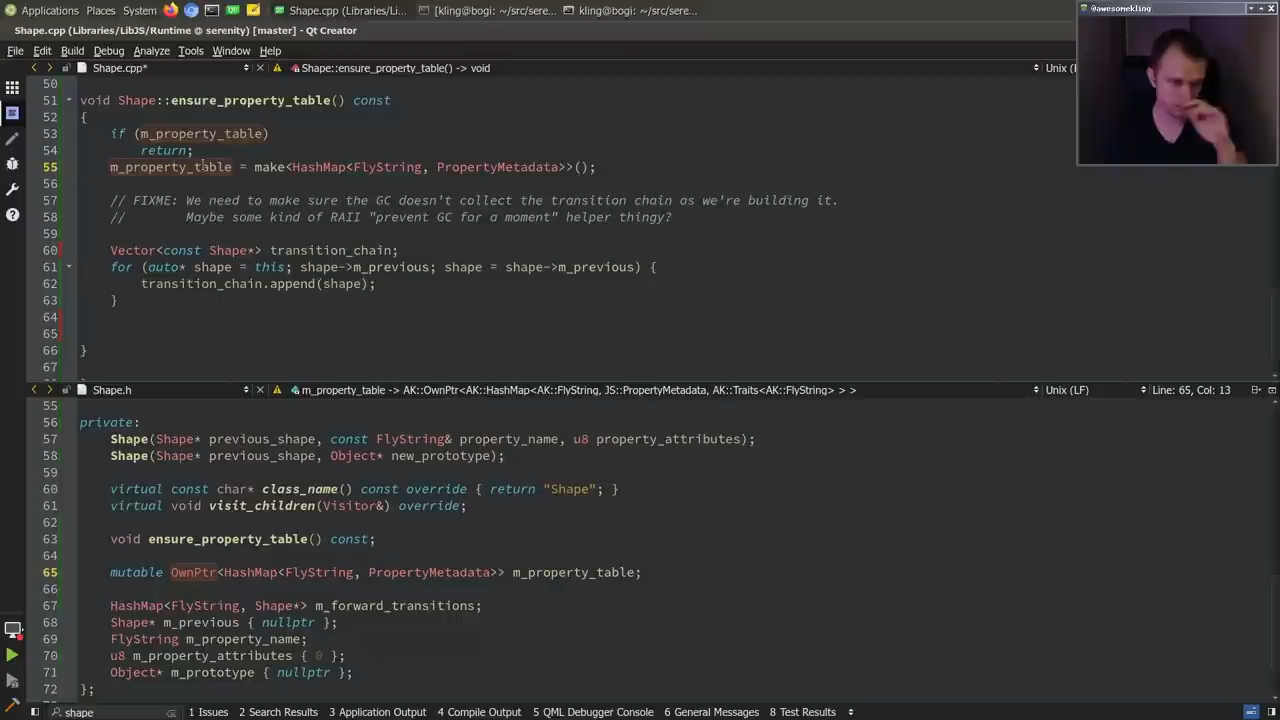 Applications Places System Shape.cpp (Libraries/Li... [kling@bogi: ~/src/sere... kling@bogi: ~/src/sere...
Shape.cpp (Libraries/LibJS/Runtime @ serenity) [master] - Qt Creator
@awesomekling
File Edit Build Debug Analyze Tools Window Help
Shape.cpp* Shape::ensure_property_table() -> void Unix (
50
51 void Shape::ensure_property_table() const
52 {
53 if (m_property_table)
54 return;
55 m_property_table = make<HashMap<FlyString, PropertyMetadata>>();
56
57 // FIXME: We need to make sure the GC doesn't collect the transition chain as we're building it.
58 // Maybe some kind of RAII "prevent GC for a moment" helper thingy?
59
60 Vector<const Shape*> transition_chain;
61 for (auto* shape = this; shape->m_previous; shape = shape->m_previous) {
62 transition_chain.append(shape);
63 }
64
65
66 }
67
Shape.h m_property_table -> AK::OwnPtr<AK::HashMap<AK::FlyString, JS::PropertyMetadata, AK::Traits<AK::FlyString> > > Unix (LF) Line: 65, Col: 13
55
56 private:
57 Shape(Shape* previous_shape, const FlyString& property_name, u8 property_attributes);
58 Shape(Shape* previous_shape, Object* new_prototype);
59
60 virtual const char* class_name() const override { return "Shape"; }
61 virtual void visit_children(Visitor&) override;
62
63 void ensure_property_table() const;
64
65 mutable OwnPtr<HashMap<FlyString, PropertyMetadata>> m_property_table;
66
67 HashMap<FlyString, Shape*> m_forward_transitions;
68 Shape* m_previous { nullptr };
69 FlyString m_property_name;
70 u8 m_property_attributes { 0 };
71 Object* m_prototype { nullptr };
72 };
shape 1 Issues 2 Search Results 3 Application Output 4 Compile Output 5 QML Debugger Console 6 General Messages 8 Test Results